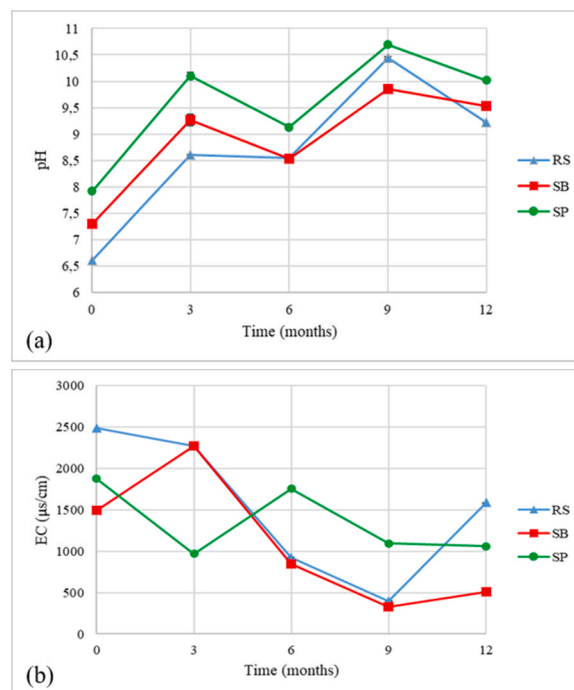 11
10,5
10
9,5
9
8,5
8
7,5
7
6,5
6
pH
0 3 6 9 12
Time (months)
RS
SB
SP
(a)
3000
2500
2000
1500
1000
500
0
EC (µs/cm)
0 3 6 9 12
Time (months)
RS
SB
SP
(b)